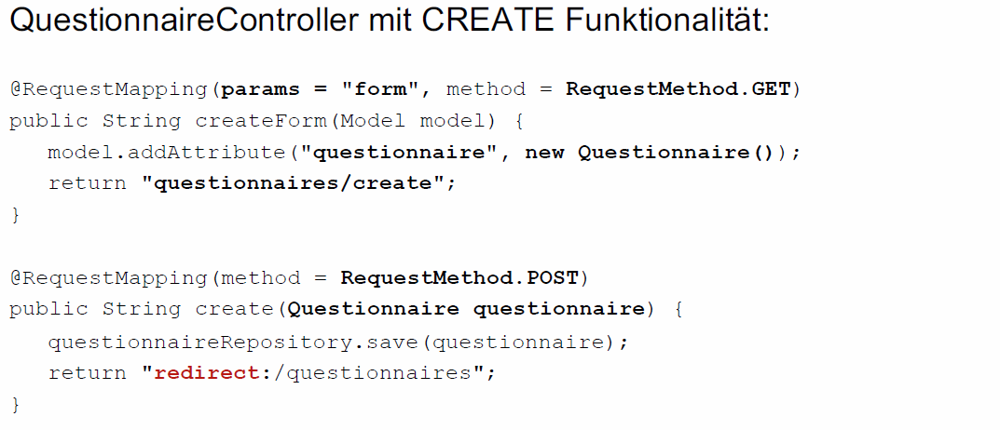 QuestionnaireController mit CREATE Funktionalität:
@RequestMapping(params = "form", method = RequestMethod.GET)
public String createForm(Model model) {
   model.addAttribute("questionnaire", new Questionnaire());
   return "questionnaires/create";
}
@RequestMapping(method = RequestMethod.POST)
public String create(Questionnaire questionnaire) {
   questionnaireRepository.save(questionnaire);
   return "redirect:/questionnaires";
}